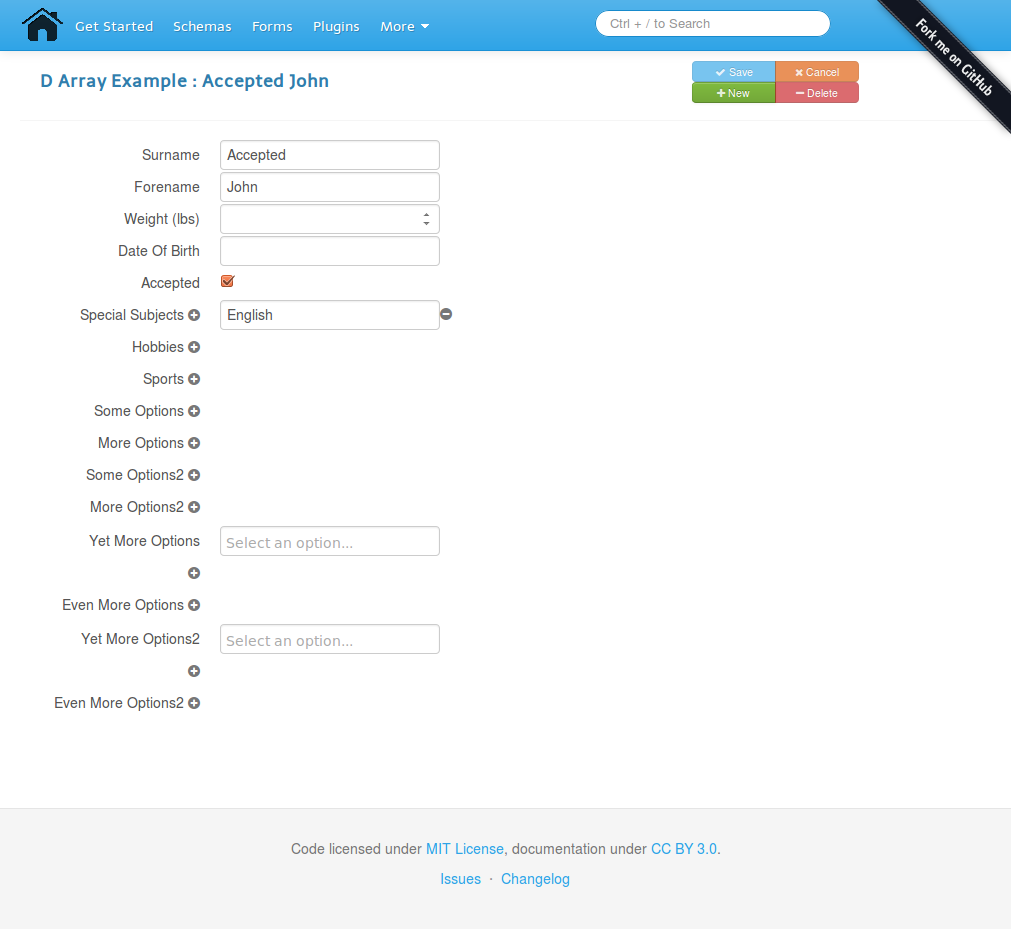 Get Started Schemas Forms Plugins More Ctrl + / to Search
Fork me on GitHub
D Array Example : Accepted John
Save Cancel
New Delete
Surname Accepted
Forename John
Weight (lbs)
Date Of Birth
Accepted
Special Subjects English
Hobbies
Sports
Some Options
More Options
Some Options2
More Options2
Yet More Options Select an option...
Even More Options
Yet More Options2 Select an option...
Even More Options2
Code licensed under MIT License, documentation under CC BY 3.0.
Issues · Changelog